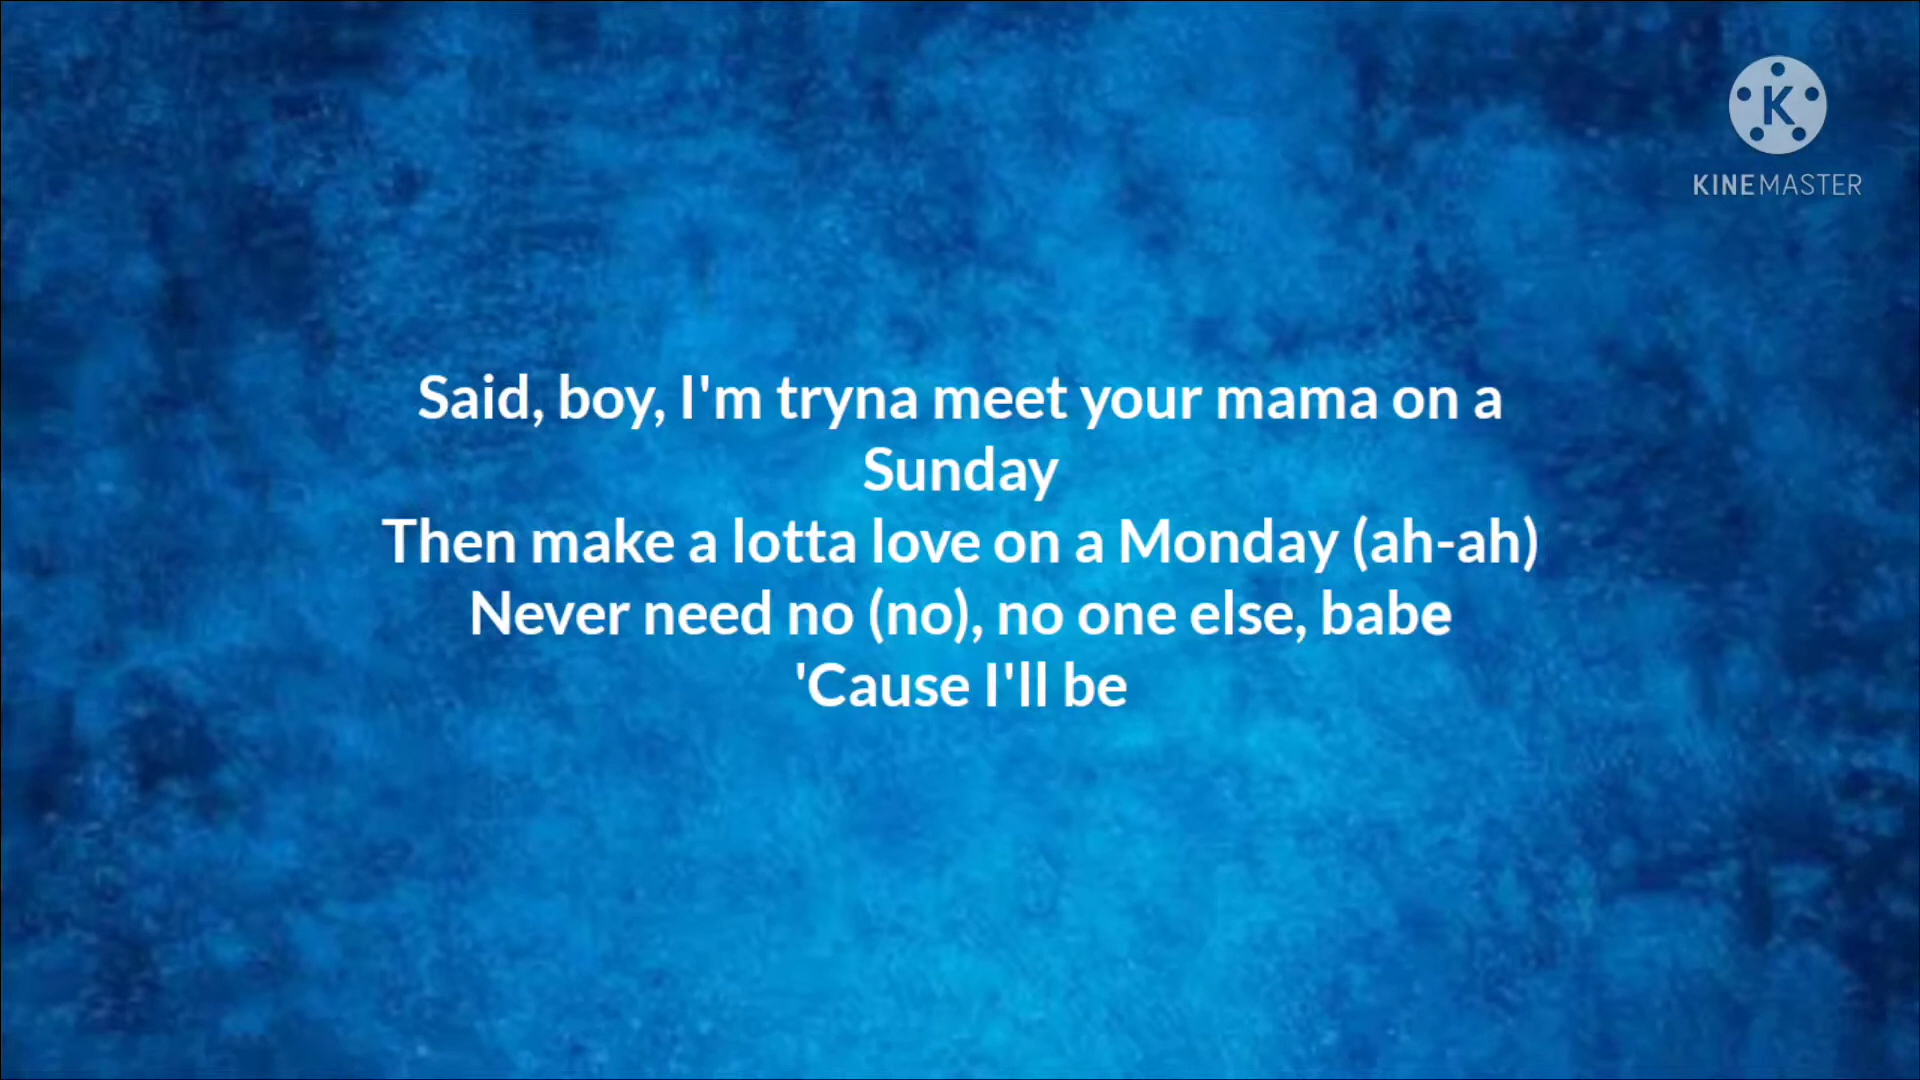 K
KINEMASTER
Said, boy, I'm tryna meet your mama on a
Sunday
Then make a lotta love on a Monday (ah-ah)
Never need no (no), no one else, babe
'Cause I'll be